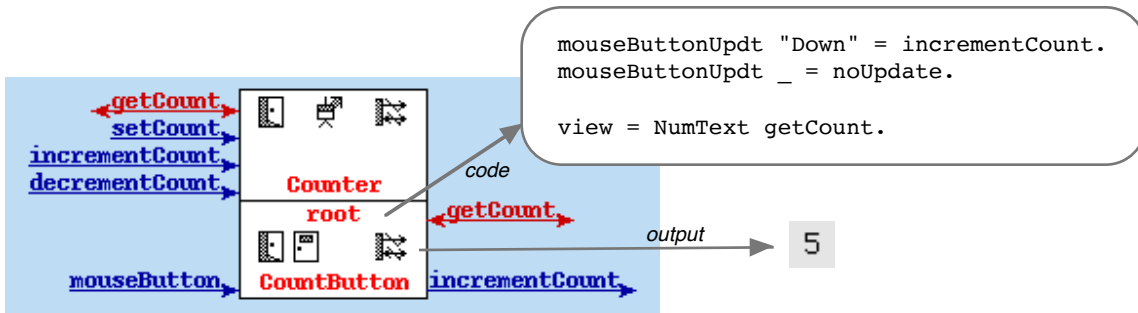 mouseButtonUpdt "Down" = incrementCount.
mouseButtonUpdt _ = noUpdate.
view = NumText getCount.
getCount
setCount
incrementCount
decrementCount
Counter
code
root
getCount
output
5
mouseButton
CountButton
incrementCount